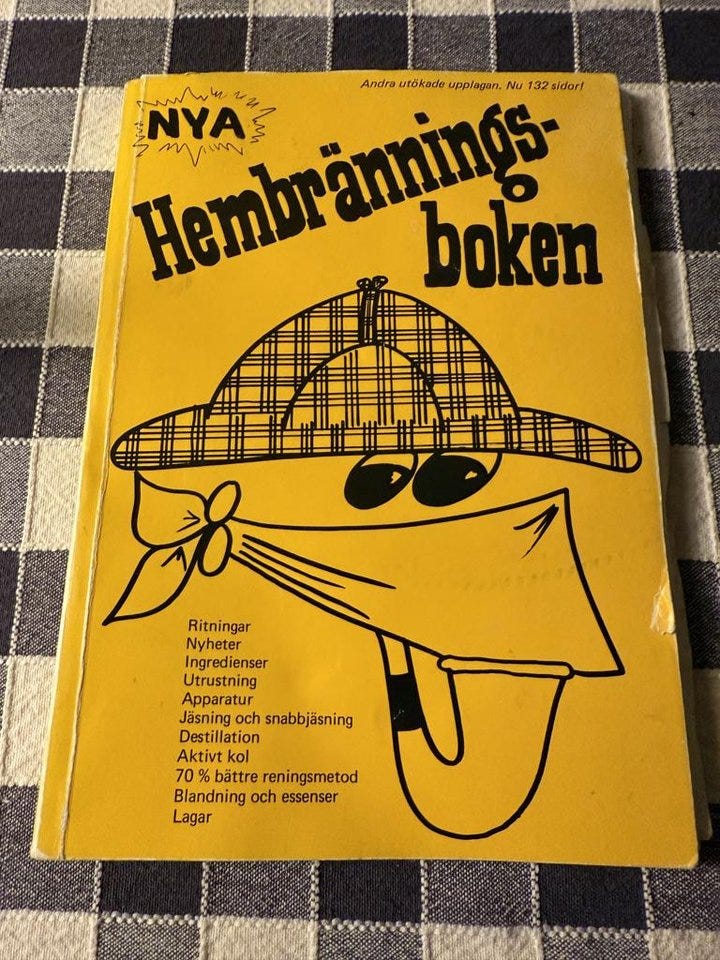 Andra utökade upplagan. Nu 132 sidor!
NYA
Hembrännings-
boken
Ritningar
Nyheter
Ingredienser
Utrustning
Apparatur
Jäsning och snabbjäsning
Destillation
Aktivt kol
70 % bättre reningsmetod
Blandning och essenser
Lagar